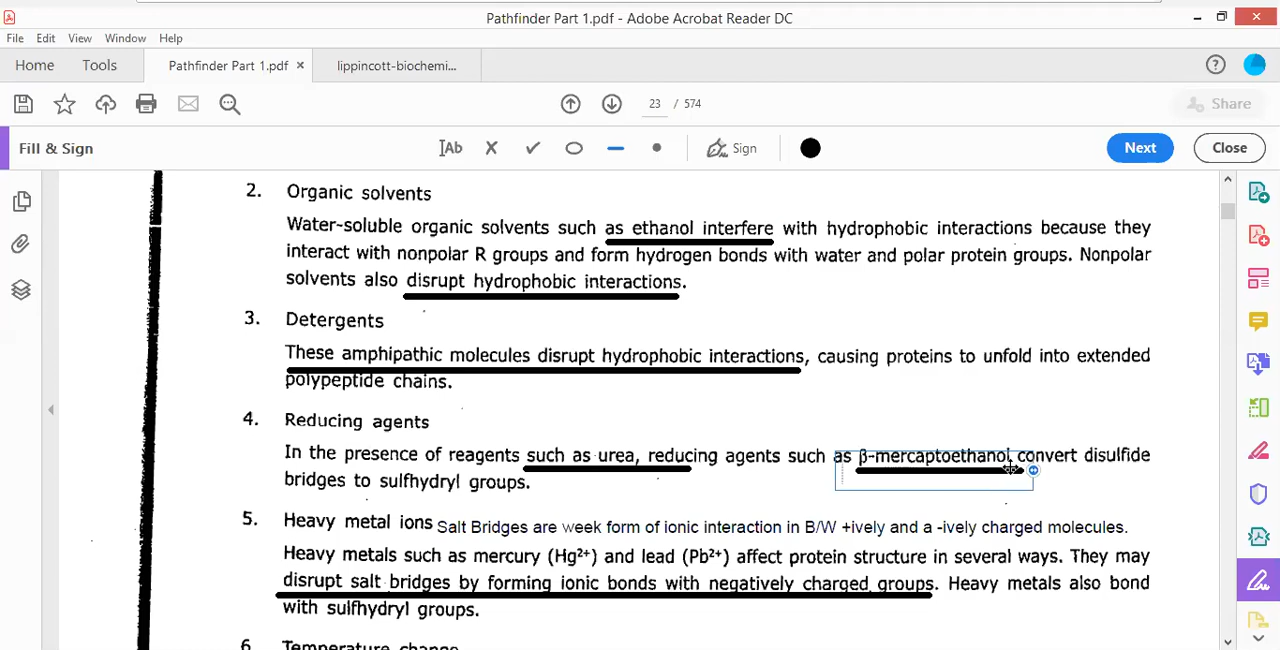 Pathfinder Part 1.pdf - Adobe Acrobat Reader DC
File Edit View Window Help
Home Tools Pathfinder Part 1.pdf × lippincott-biochemi...
23 / 574
Share
Fill & Sign
Ab
Sign
Next
Close
2. Organic solvents
Water-soluble organic solvents such as ethanol interfere with hydrophobic interactions because they
interact with nonpolar R groups and form hydrogen bonds with water and polar protein groups. Nonpolar
solvents also disrupt hydrophobic interactions.
3. Detergents
These amphipathic molecules disrupt hydrophobic interactions, causing proteins to unfold into extended
polypeptide chains.
4. Reducing agents
In the presence of reagents such as urea, reducing agents such as β-mercaptoethanol convert disulfide
bridges to sulfhydryl groups.
5. Heavy metal ions Salt Bridges are week form of ionic interaction in B/W +ively and a -ively charged molecules.
Heavy metals such as mercury (Hg²⁺) and lead (Pb²⁺) affect protein structure in several ways. They may
disrupt salt bridges by forming ionic bonds with negatively charged groups. Heavy metals also bond
with sulfhydryl groups.
6. Temperature change